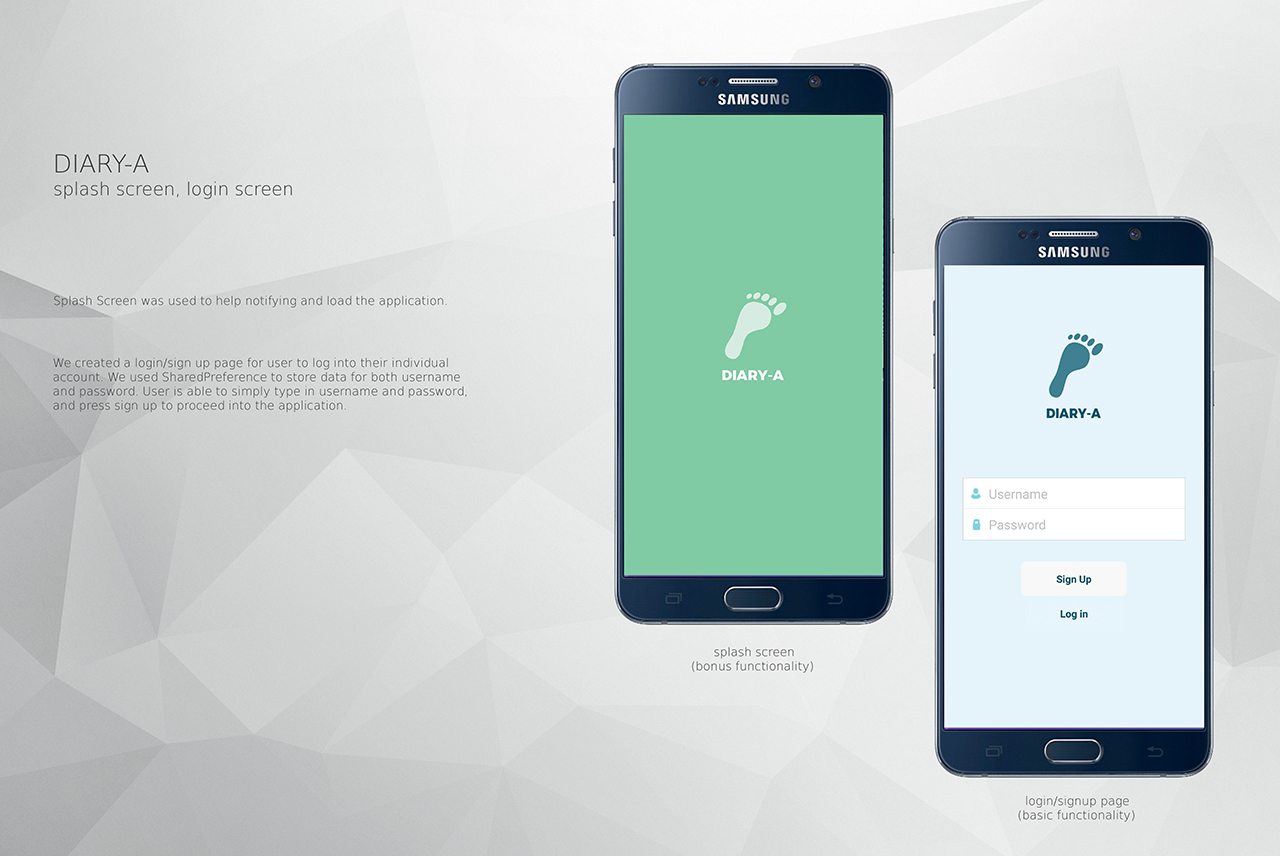 DIARY-A
splash screen, login screen
Splash Screen was used to help notifying and load the application.
We created a login/sign up page for user to log into their individual
account. We used SharedPreference to store data for both username
and password. User is able to simply type in username and password,
and press sign up to proceed into the application.
SAMSUNG
DIARY-A
splash screen
(bonus functionality)
SAMSUNG
DIARY-A
Username
Password
Sign Up
Log in
login/signup page
(basic functionality)